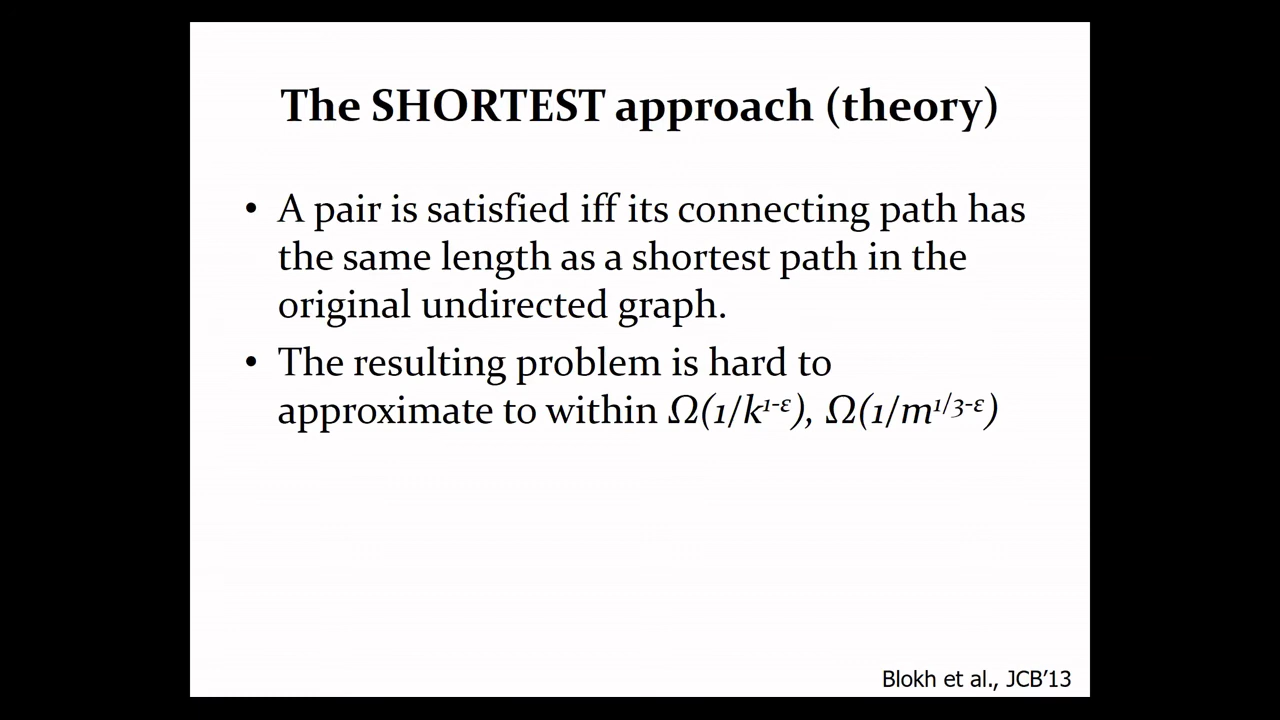 The SHORTEST approach (theory)
• A pair is satisfied iff its connecting path has
the same length as a shortest path in the
original undirected graph.
• The resulting problem is hard to
approximate to within Ω(1/k¹⁻ᵋ), Ω(1/m¹ᐟ³⁻ᵋ)
Blokh et al., JCB'13